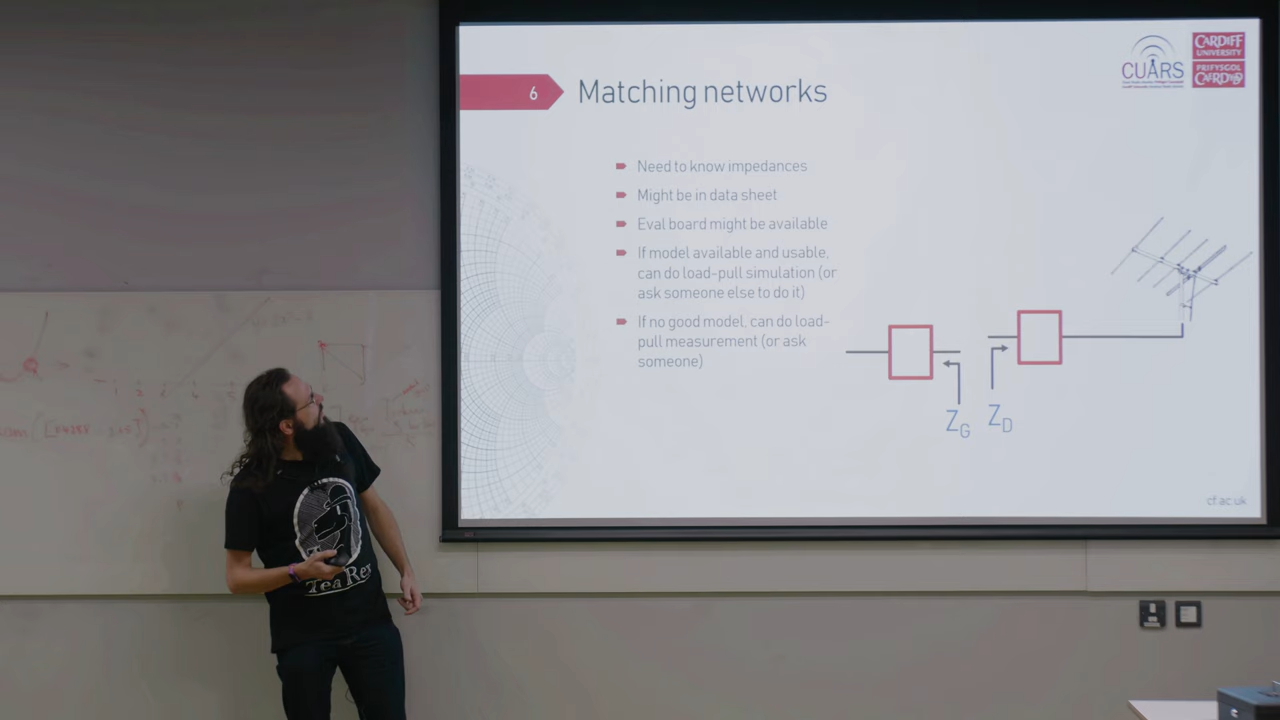 6
Matching networks
CUARS
CARDIFF
UNIVERSITY
PRIFYSGOL
CAERDYDD
Need to know impedances
Might be in data sheet
Eval board might be available
If model available and usable,
can do load-pull simulation (or
ask someone else to do it)
If no good model, can do load-
pull measurement (or ask
someone)
ZG
ZD
cf.ac.uk
Tea Rex